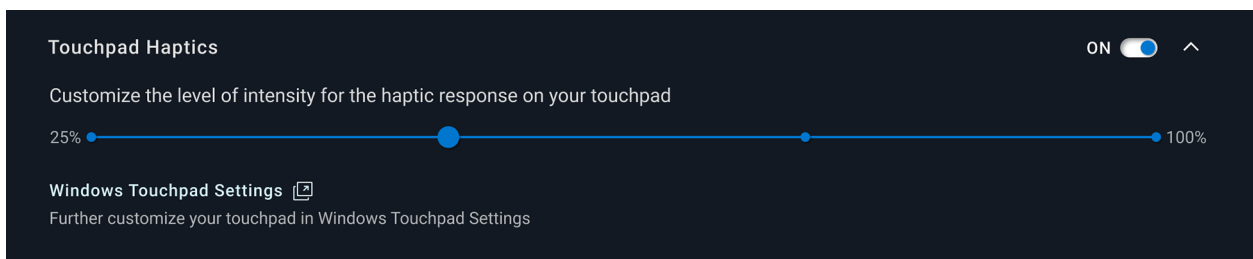 Touchpad Haptics ON
Customize the level of intensity for the haptic response on your touchpad
25% 100%
Windows Touchpad Settings
Further customize your touchpad in Windows Touchpad Settings